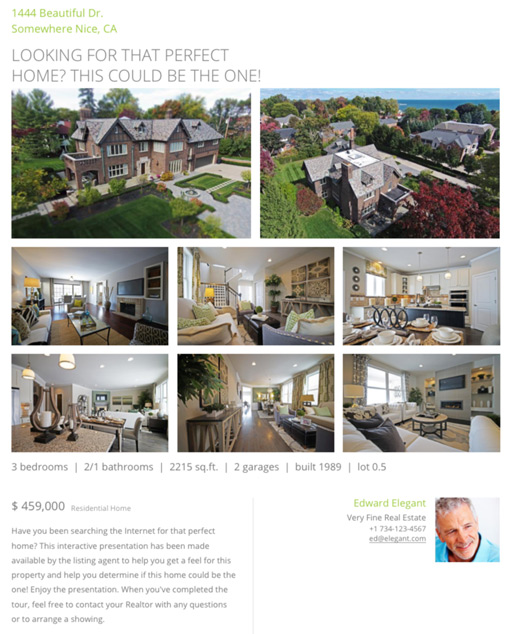 1444 Beautiful Dr.
Somewhere Nice, CA
LOOKING FOR THAT PERFECT
HOME? THIS COULD BE THE ONE!
3 bedrooms | 2/1 bathrooms | 2215 sq.ft. | 2 garages | built 1989 | lot 0.5
$ 459,000 Residential Home
Have you been searching the Internet for that perfect
home? This interactive presentation has been made
available by the listing agent to help you get a feel for this
property and help you determine if this home could be the
one! Enjoy the presentation. When you've completed the
tour, feel free to contact your Realtor with any questions
or to arrange a showing.
Edward Elegant
Very Fine Real Estate
+1 734-123-4567
ed@elegant.com